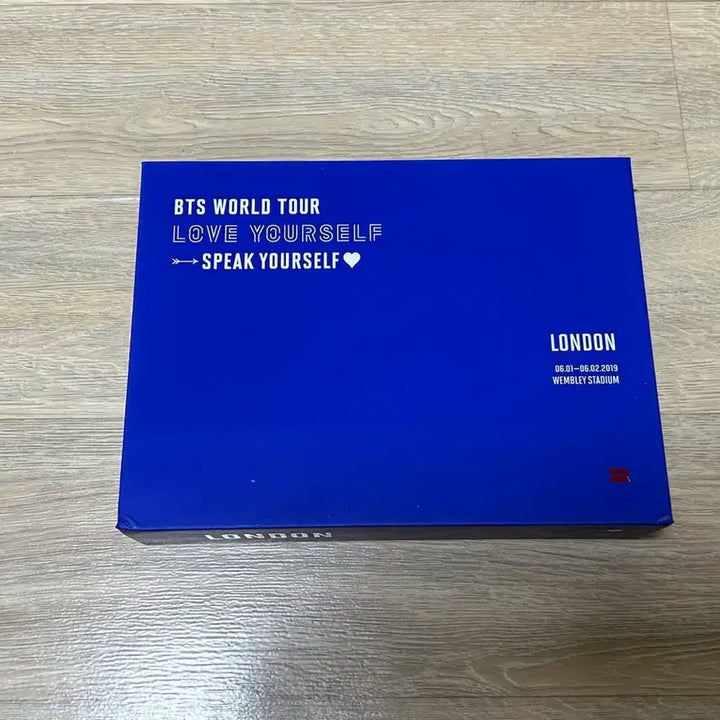 BTS WORLD TOUR
LOVE YOURSELF
SPEAK YOURSELF
LONDON
06.01–06.02.2019
WEMBLEY STADIUM
LONDON